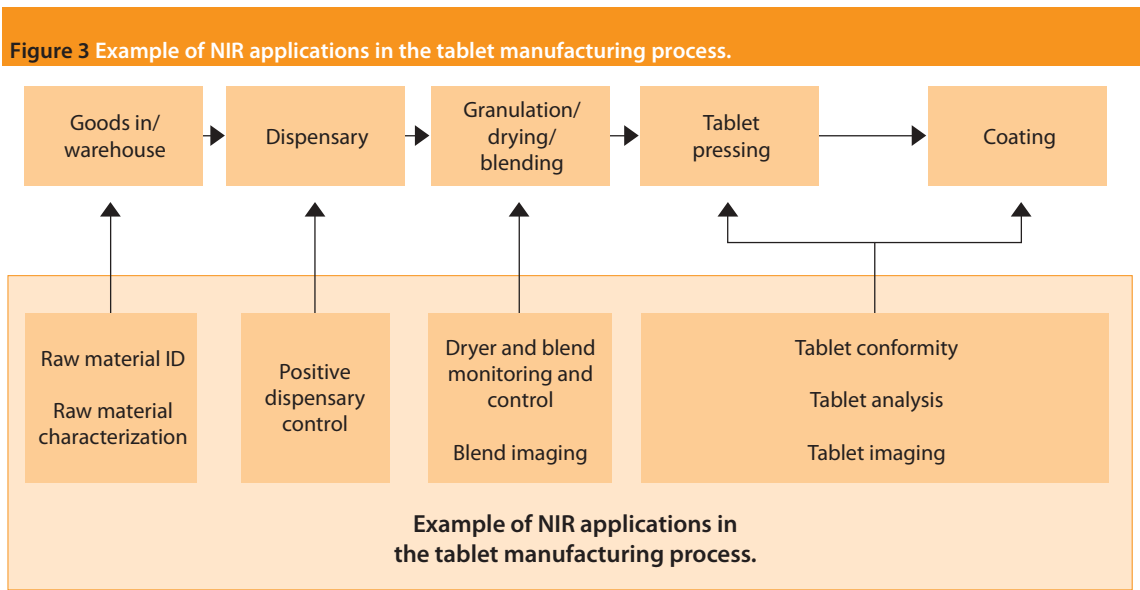 Figure 3 Example of NIR applications in the tablet manufacturing process.
Goods in/
warehouse
Dispensary
Granulation/
drying/
blending
Tablet
pressing
Coating
Raw material ID
Raw material
characterization
Positive
dispensary
control
Dryer and blend
monitoring and
control
Blend imaging
Tablet conformity
Tablet analysis
Tablet imaging
Example of NIR applications in
the tablet manufacturing process.